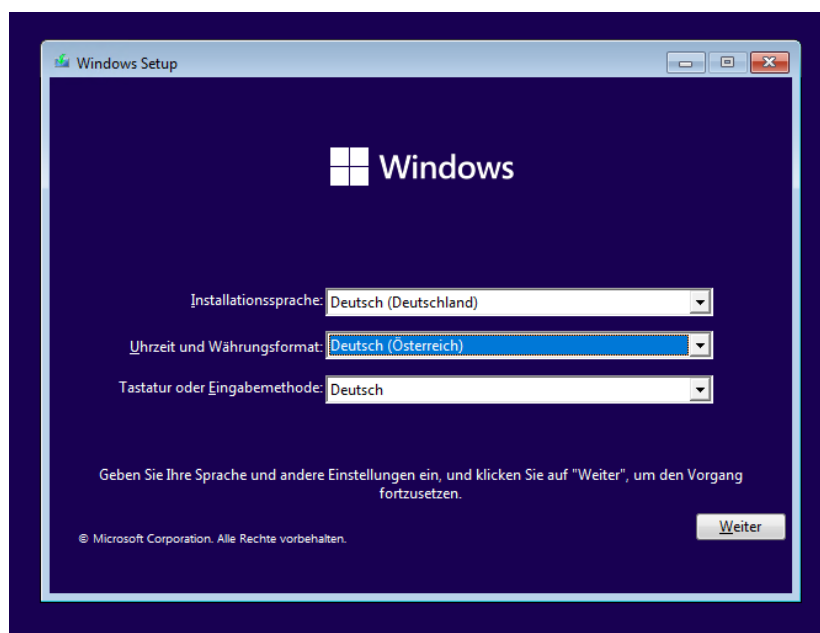 Windows Setup
Windows
Installationssprache: Deutsch (Deutschland)
Uhrzeit und Währungsformat: Deutsch (Österreich)
Tastatur oder Eingabemethode: Deutsch
Geben Sie Ihre Sprache und andere Einstellungen ein, und klicken Sie auf "Weiter", um den Vorgang
fortzusetzen.
Weiter
© Microsoft Corporation. Alle Rechte vorbehalten.